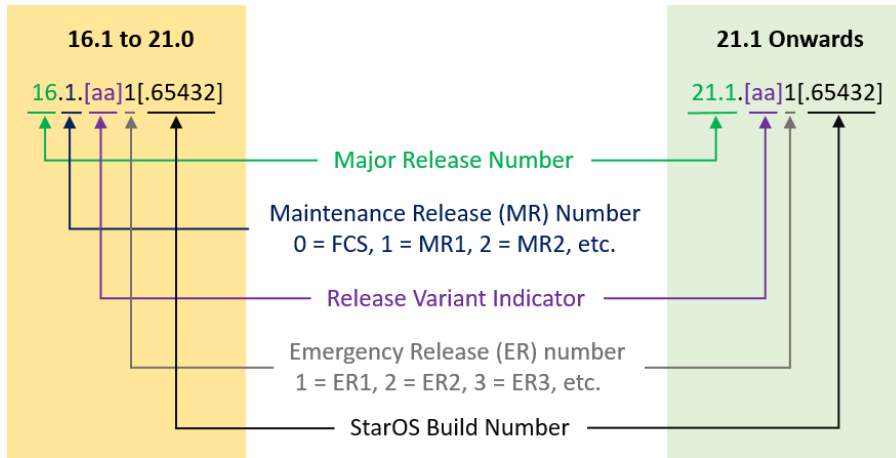 16.1 to 21.0
21.1 Onwards
16.1.[aa]1[.65432]
21.1.[aa]1[.65432]
Major Release Number
Maintenance Release (MR) Number
0 = FCS, 1 = MR1, 2 = MR2, etc.
Release Variant Indicator
Emergency Release (ER) number
1 = ER1, 2 = ER2, 3 = ER3, etc.
StarOS Build Number